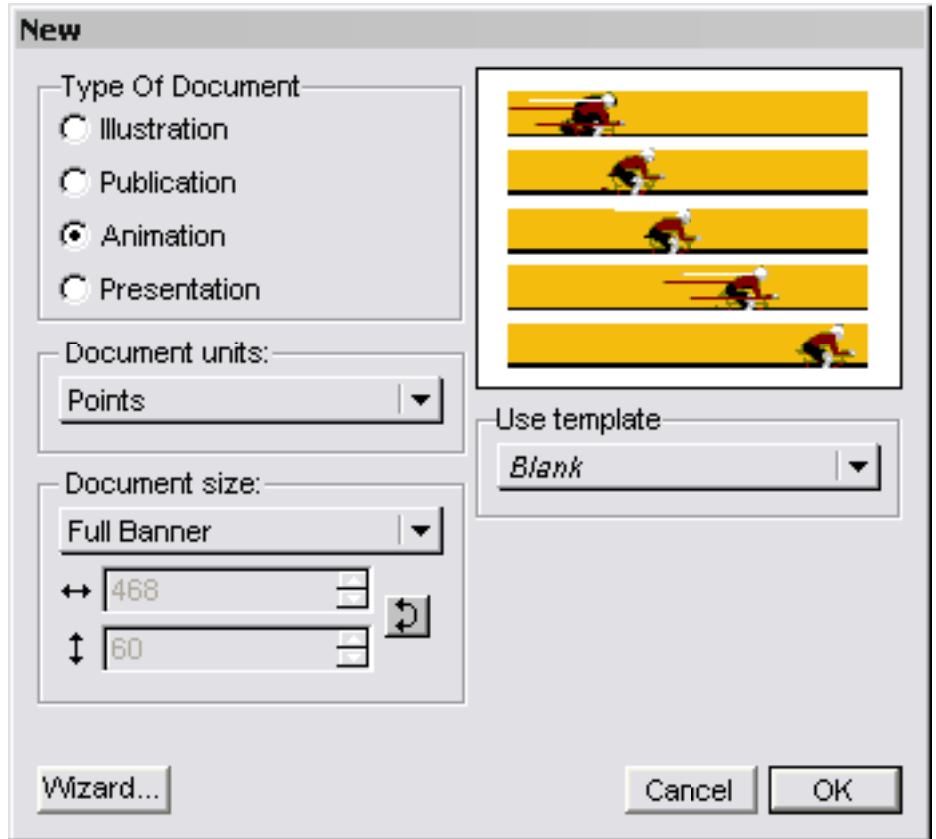 New
Type Of Document
Illustration
Publication
Animation
Presentation
Document units:
Points
Document size:
Full Banner
468
60
Use template
Blank
Wizard...
Cancel
OK